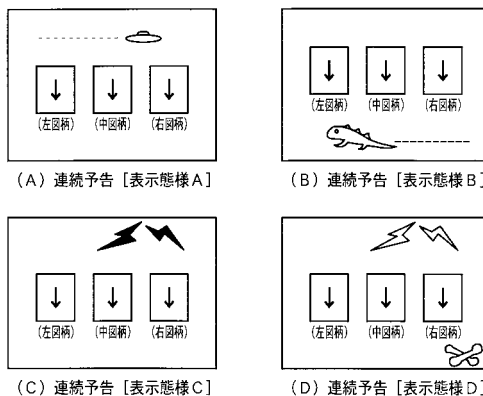 (左図柄) (中図柄) (右図柄)
(A) 連続予告 [表示態様A]
(左図柄) (中図柄) (右図柄)
(B) 連続予告 [表示態様B]
(左図柄) (中図柄) (右図柄)
(C) 連続予告 [表示態様C]
(左図柄) (中図柄) (右図柄)
(D) 連続予告 [表示態様D]